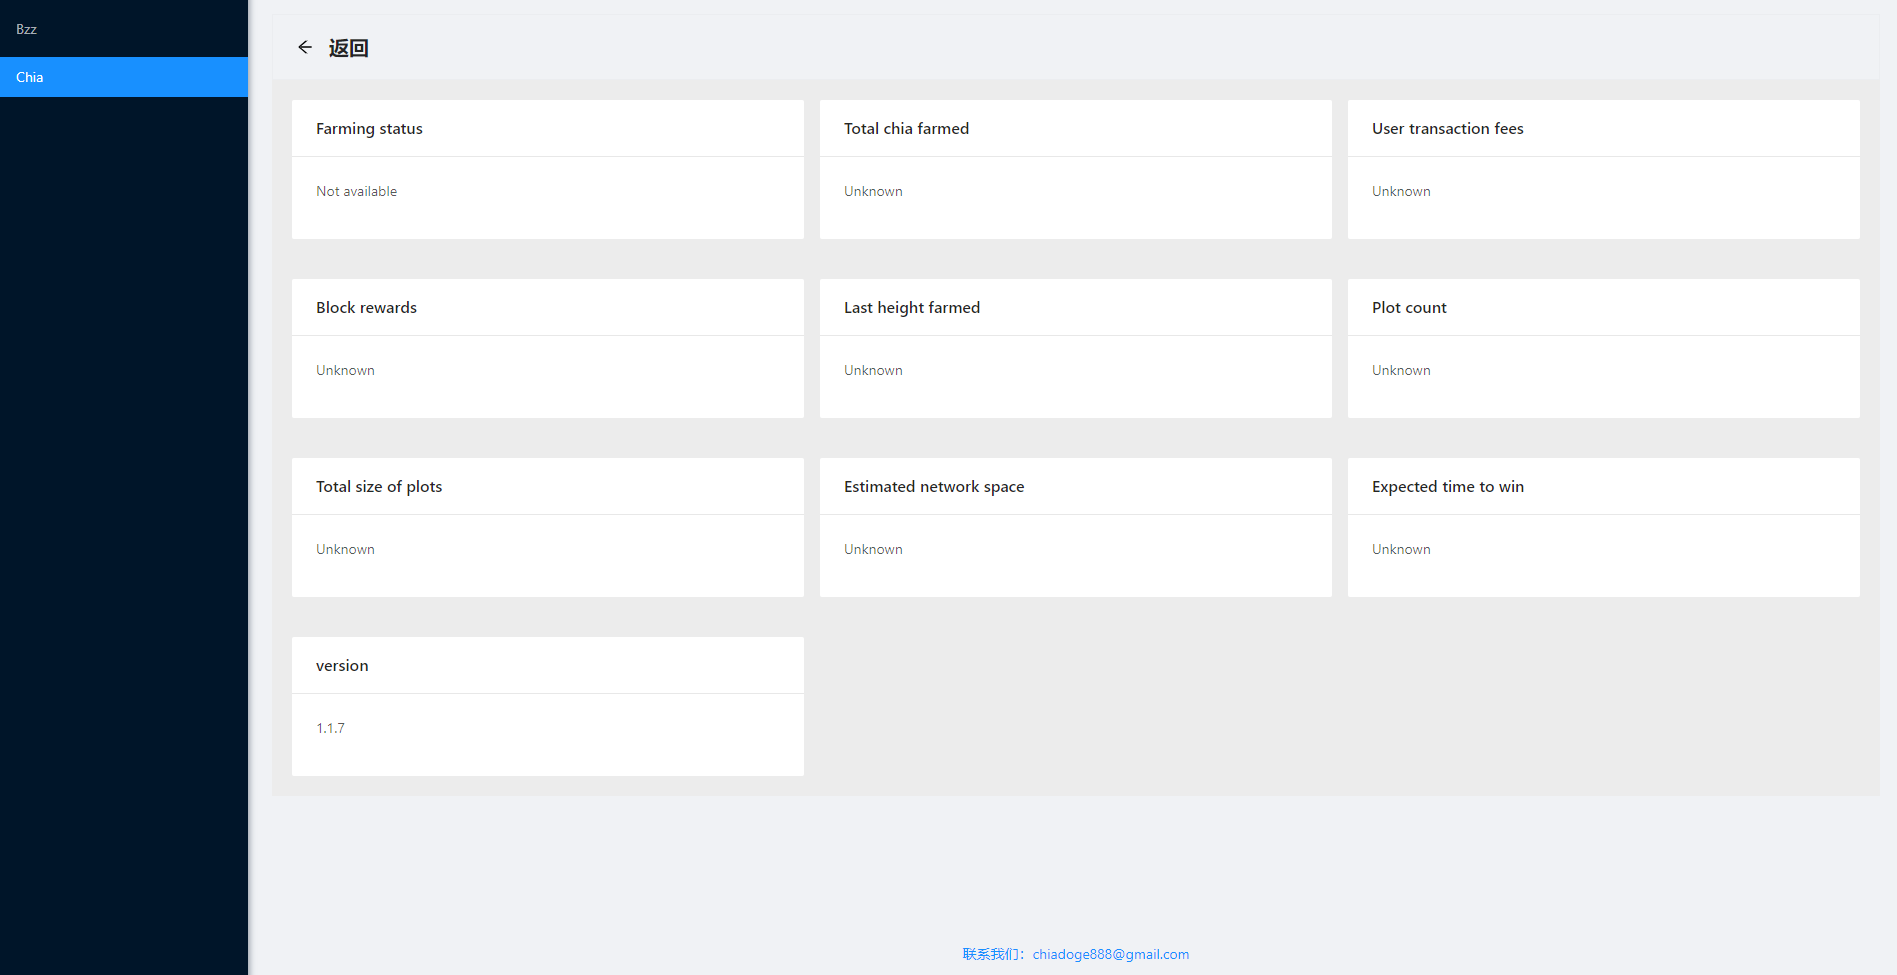 Bzz
Chia
返回
Farming status
Not available
Total chia farmed
Unknown
User transaction fees
Unknown
Block rewards
Unknown
Last height farmed
Unknown
Plot count
Unknown
Total size of plots
Unknown
Estimated network space
Unknown
Expected time to win
Unknown
version
1.1.7
联系我们：chiadoge888@gmail.com